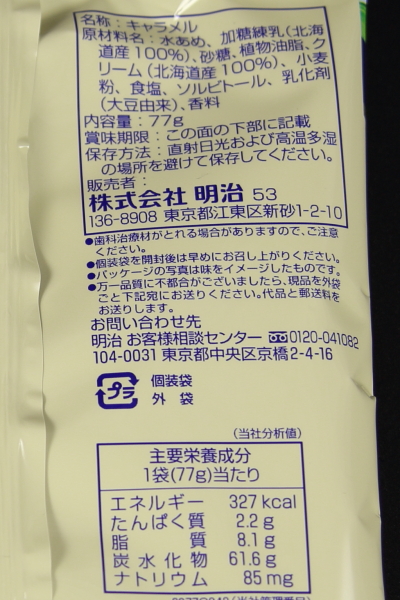 名称：キャラメル
原材料名：水あめ、加糖練乳（北海
道産100%）、砂糖、植物油脂、ク
リーム（北海道産100%）、小麦
粉、食塩、ソルビトール、乳化剤
（大豆由来）、香料
内容量：77g
賞味期限：この面の下部に記載
保存方法：直射日光および高温多湿
の場所を避けて保存してください。
販売者：
株式会社 明治 53
136-8908 東京都江東区新砂1-2-10
●歯科治療材がとれる場合がありますので、ご注意
ください。
●個装袋を開封後は早めにお召し上がりください。
●パッケージの写真は味をイメージしたものです。
●万一品質に不都合がございましたら、現品を外袋
ごと下記宛にお送りください。代品と郵送料を
お送りします。
お問い合わせ先
明治 お客様相談センター 0120-041082
104-0031 東京都中央区京橋2-4-16
プラ 個装袋
外 袋
（当社分析値）
主要栄養成分
1袋（77g）当たり
エネルギー 327 kcal
たんぱく質 2.2 g
脂 質 8.1 g
炭水化物 61.6 g
ナトリウム 85 mg